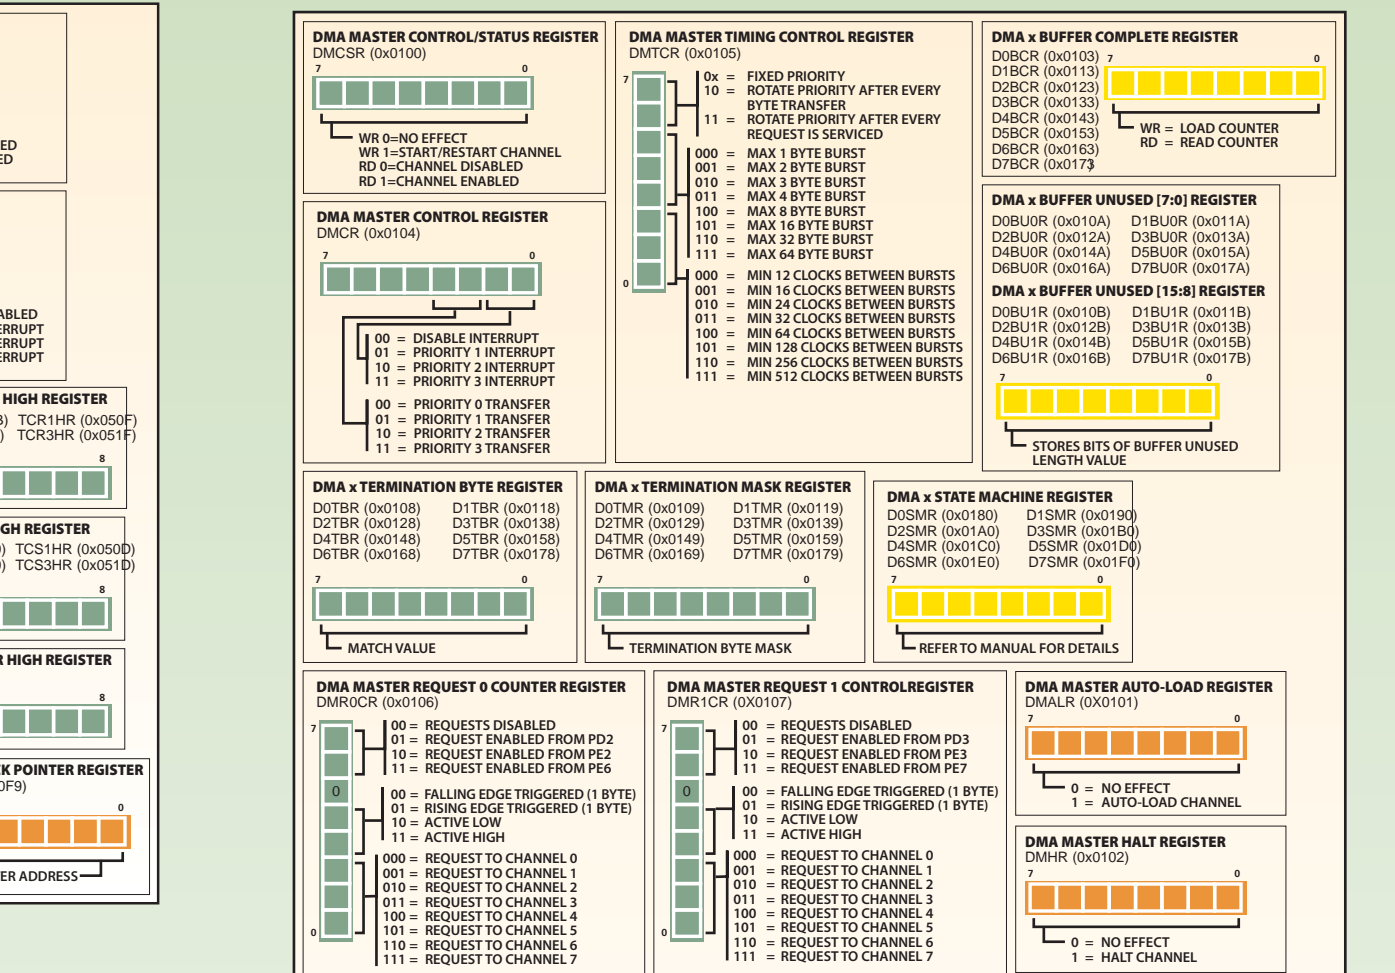 ED
ED
ABLED
ERRUPT
ERRUPT
ERRUPT
HIGH REGISTER
) TCR1HR (0x050F)
) TCR3HR (0x051F)
8
GH REGISTER
) TCS1HR (0x050D)
) TCS3HR (0x051D)
8
R HIGH REGISTER
8
CK POINTER REGISTER
0F9)
0
ER ADDRESS
DMA MASTER CONTROL/STATUS REGISTER
DMCSR (0x0100)
7 0
WR 0=NO EFFECT
WR 1=START/RESTART CHANNEL
RD 0=CHANNEL DISABLED
RD 1=CHANNEL ENABLED
DMA MASTER CONTROL REGISTER
DMCR (0x0104)
7 0
00 = DISABLE INTERRUPT
01 = PRIORITY 1 INTERRUPT
10 = PRIORITY 2 INTERRUPT
11 = PRIORITY 3 INTERRUPT
00 = PRIORITY 0 TRANSFER
01 = PRIORITY 1 TRANSFER
10 = PRIORITY 2 TRANSFER
11 = PRIORITY 3 TRANSFER
DMA MASTER TIMING CONTROL REGISTER
DMTCR (0x0105)
7
0x = FIXED PRIORITY
10 = ROTATE PRIORITY AFTER EVERY
BYTE TRANSFER
11 = ROTATE PRIORITY AFTER EVERY
REQUEST IS SERVICED
000 = MAX 1 BYTE BURST
001 = MAX 2 BYTE BURST
010 = MAX 3 BYTE BURST
011 = MAX 4 BYTE BURST
100 = MAX 8 BYTE BURST
101 = MAX 16 BYTE BURST
110 = MAX 32 BYTE BURST
111 = MAX 64 BYTE BURST
0
000 = MIN 12 CLOCKS BETWEEN BURSTS
001 = MIN 16 CLOCKS BETWEEN BURSTS
010 = MIN 24 CLOCKS BETWEEN BURSTS
011 = MIN 32 CLOCKS BETWEEN BURSTS
100 = MIN 64 CLOCKS BETWEEN BURSTS
101 = MIN 128 CLOCKS BETWEEN BURSTS
110 = MIN 256 CLOCKS BETWEEN BURSTS
111 = MIN 512 CLOCKS BETWEEN BURSTS
DMA x BUFFER COMPLETE REGISTER
D0BCR (0x0103)
D1BCR (0x0113)
D2BCR (0x0123)
D3BCR (0x0133)
D4BCR (0x0143)
D5BCR (0x0153)
D6BCR (0x0163)
D7BCR (0x0173)
7 0
WR = LOAD COUNTER
RD = READ COUNTER
DMA x BUFFER UNUSED [7:0] REGISTER
D0BU0R (0x010A) D1BU0R (0x011A)
D2BU0R (0x012A) D3BU0R (0x013A)
D4BU0R (0x014A) D5BU0R (0x015A)
D6BU0R (0x016A) D7BU0R (0x017A)
DMA x BUFFER UNUSED [15:8] REGISTER
D0BU1R (0x010B) D1BU1R (0x011B)
D2BU1R (0x012B) D3BU1R (0x013B)
D4BU1R (0x014B) D5BU1R (0x015B)
D6BU1R (0x016B) D7BU1R (0x017B)
7 0
STORES BITS OF BUFFER UNUSED
LENGTH VALUE
DMA x TERMINATION BYTE REGISTER
D0TBR (0x0108) D1TBR (0x0118)
D2TBR (0x0128) D3TBR (0x0138)
D4TBR (0x0148) D5TBR (0x0158)
D6TBR (0x0168) D7TBR (0x0178)
7 0
MATCH VALUE
DMA x TERMINATION MASK REGISTER
D0TMR (0x0109) D1TMR (0x0119)
D2TMR (0x0129) D3TMR (0x0139)
D4TMR (0x0149) D5TMR (0x0159)
D6TMR (0x0169) D7TMR (0x0179)
7 0
TERMINATION BYTE MASK
DMA x STATE MACHINE REGISTER
D0SMR (0x0180) D1SMR (0x0190)
D2SMR (0x01A0) D3SMR (0x01B0)
D4SMR (0x01C0) D5SMR (0x01D0)
D6SMR (0x01E0) D7SMR (0x01F0)
7 0
REFER TO MANUAL FOR DETAILS
DMA MASTER REQUEST 0 COUNTER REGISTER
DMR0CR (0X0106)
7
00 = REQUESTS DISABLED
01 = REQUEST ENABLED FROM PD2
10 = REQUEST ENABLED FROM PE2
11 = REQUEST ENABLED FROM PE6
0
00 = FALLING EDGE TRIGGERED (1 BYTE)
01 = RISING EDGE TRIGGERED (1 BYTE)
10 = ACTIVE LOW
11 = ACTIVE HIGH
000 = REQUEST TO CHANNEL 0
001 = REQUEST TO CHANNEL 1
010 = REQUEST TO CHANNEL 2
011 = REQUEST TO CHANNEL 3
100 = REQUEST TO CHANNEL 4
101 = REQUEST TO CHANNEL 5
110 = REQUEST TO CHANNEL 6
111 = REQUEST TO CHANNEL 7
0
DMA MASTER REQUEST 1 CONTROLREGISTER
DMR1CR (0X0107)
7
00 = REQUESTS DISABLED
01 = REQUEST ENABLED FROM PD3
10 = REQUEST ENABLED FROM PE3
11 = REQUEST ENABLED FROM PE7
0
00 = FALLING EDGE TRIGGERED (1 BYTE)
01 = RISING EDGE TRIGGERED (1 BYTE)
10 = ACTIVE LOW
11 = ACTIVE HIGH
000 = REQUEST TO CHANNEL 0
001 = REQUEST TO CHANNEL 1
010 = REQUEST TO CHANNEL 2
011 = REQUEST TO CHANNEL 3
100 = REQUEST TO CHANNEL 4
101 = REQUEST TO CHANNEL 5
110 = REQUEST TO CHANNEL 6
111 = REQUEST TO CHANNEL 7
0
DMA MASTER AUTO-LOAD REGISTER
DMALR (0X0101)
7 0
0 = NO EFFECT
1 = AUTO-LOAD CHANNEL
DMA MASTER HALT REGISTER
DMHR (0x0102)
7 0
0 = NO EFFECT
1 = HALT CHANNEL